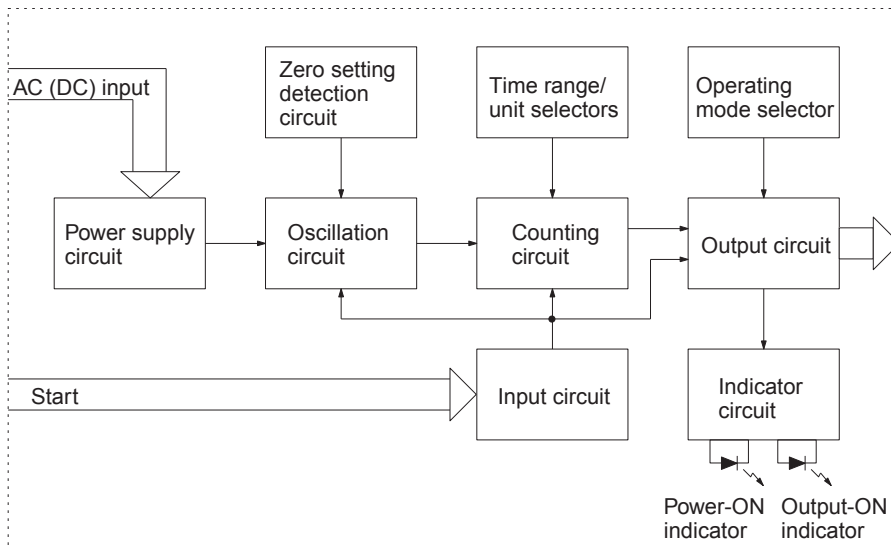 AC (DC) input
Zero setting
detection
circuit
Time range/
unit selectors
Operating
mode selector
Power supply
circuit
Oscillation
circuit
Counting
circuit
Output circuit
Start
Input circuit
Indicator
circuit
Power-ON
indicator
Output-ON
indicator